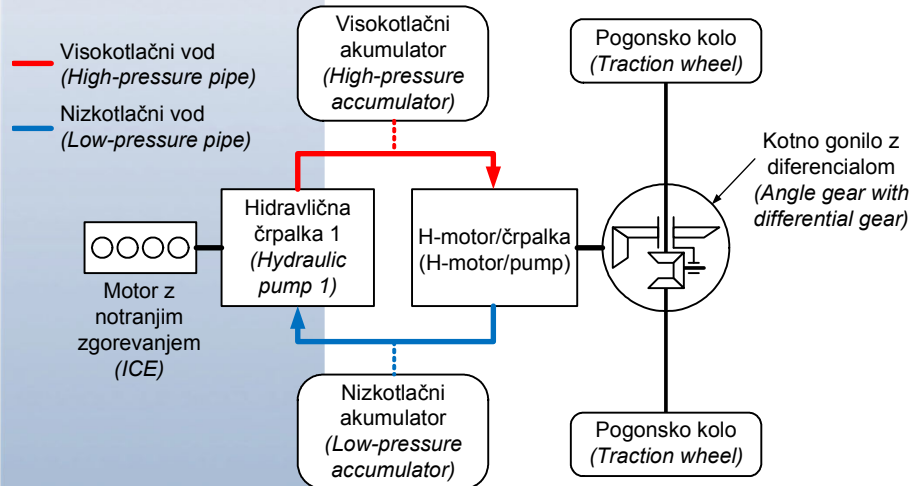 Visokotlačni vod
(High-pressure pipe)
Nizkotlačni vod
(Low-pressure pipe)
Visokotlačni
akumulator
(High-pressure
accumulator)
Pogonsko kolo
(Traction wheel)
Kotno gonilo z
diferencialom
(Angle gear with
differential gear)
Hidravlična
črpalka 1
(Hydraulic
pump 1)
H-motor/črpalka
(H-motor/pump)
Motor z
notranjim
zgorevanjem
(ICE)
Nizkotlačni
akumulator
(Low-pressure
accumulator)
Pogonsko kolo
(Traction wheel)